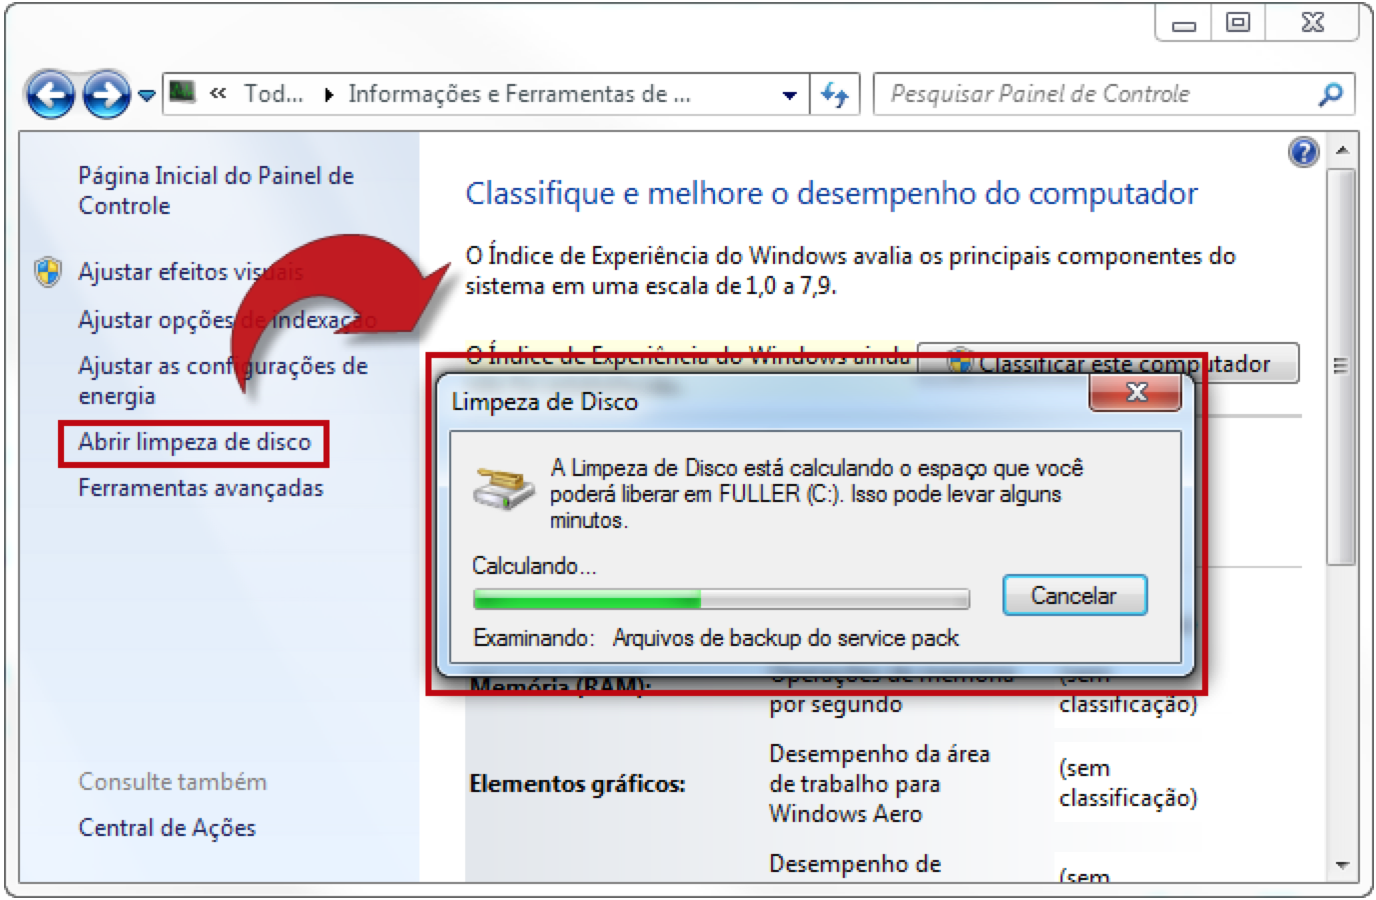 « Tod... ▸ Informações e Ferramentas de ...
Pesquisar Painel de Controle
Página Inicial do Painel de
Controle
Ajustar efeitos visuais
Ajustar opções de indexação
Ajustar as configurações de
energia
Abrir limpeza de disco
Ferramentas avançadas
Consulte também
Central de Ações
Classifique e melhore o desempenho do computador
O Índice de Experiência do Windows avalia os principais componentes do
sistema em uma escala de 1,0 a 7,9.
O Índice de Experiência do Windows ainda
Classificar este computador
Limpeza de Disco
A Limpeza de Disco está calculando o espaço que você
poderá liberar em FULLER (C:). Isso pode levar alguns
minutos.
Calculando...
Cancelar
Examinando: Arquivos de backup do service pack
Memória (RAM):
Operações de memória
por segundo
(sem
classificação)
Elementos gráficos:
Desempenho da área
de trabalho para
Windows Aero
(sem
classificação)
Desempenho de
(sem